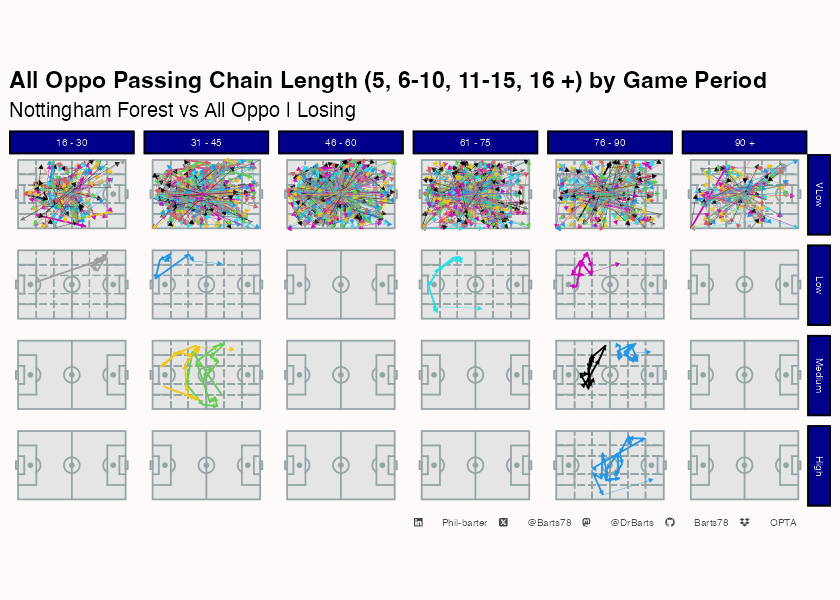 All Oppo Passing Chain Length (5, 6-10, 11-15, 16 +) by Game Period
Nottingham Forest vs All Oppo | Losing
16 - 30 31 - 45 46 - 60 61 - 75 76 - 90 90 +
VLow
Low
Medium
High
Phil-barter @Barts78 @DrBarts Barts78 OPTA